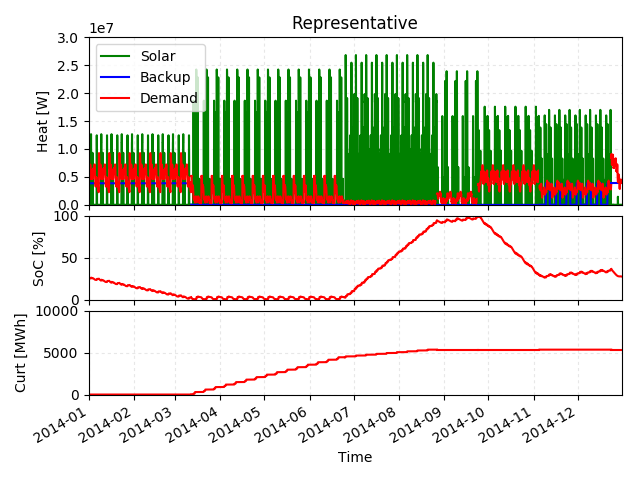 Representative
1e7
3.0
2.5
2.0
1.5
1.0
0.5
0.0
Heat [W]
Solar
Backup
Demand
100
50
0
SoC [%]
10000
5000
0
Curt [MWh]
2014-01
2014-02
2014-03
2014-04
2014-05
2014-06
2014-07
2014-08
2014-09
2014-10
2014-11
2014-12
Time